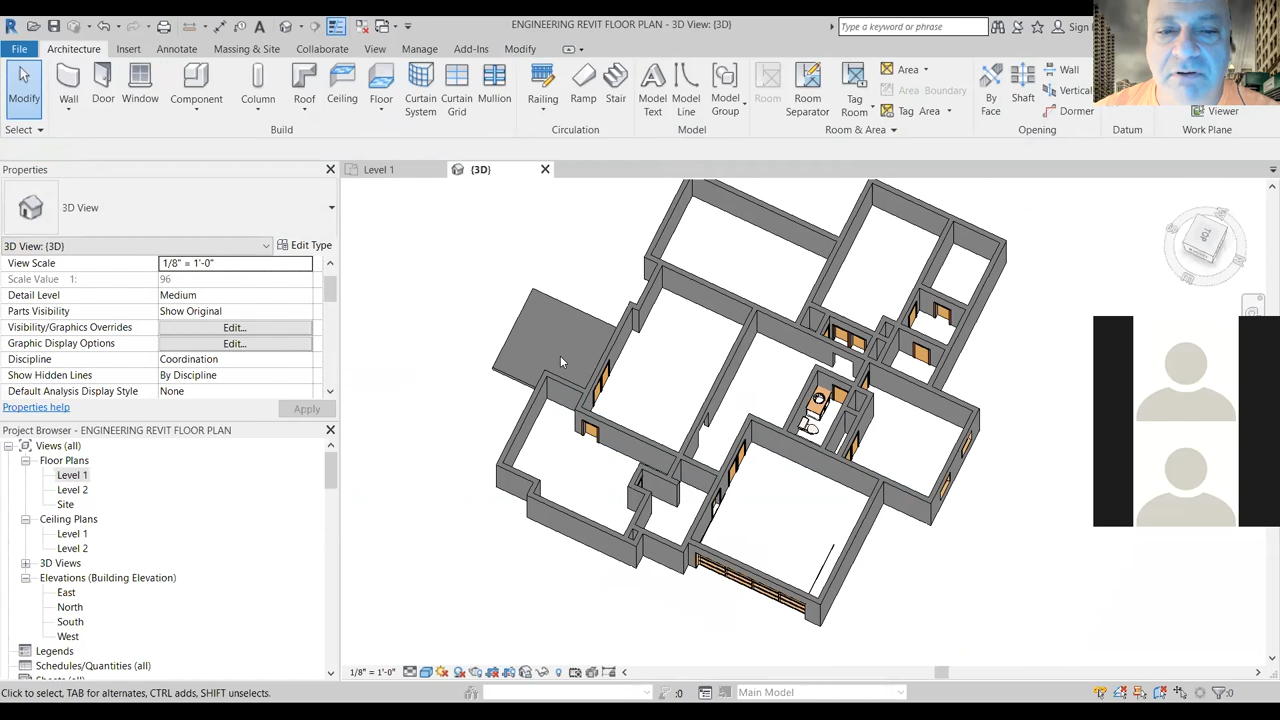 ENGINEERING REVIT FLOOR PLAN - 3D View: {3D}
Type a keyword or phrase
Sign
File
Architecture
Insert
Annotate
Massing & Site
Collaborate
View
Manage
Add-Ins
Modify
Modify
Wall
Door
Window
Component
Column
Roof
Ceiling
Floor
Curtain System
Curtain Grid
Mullion
Railing
Ramp
Stair
Model Text
Model Line
Model Group
Room
Room Separator
Tag Room
Area
Area Boundary
Tag Area
By Face
Shaft
Wall
Vertical
Dormer
Viewer
Select
Build
Circulation
Model
Room & Area
Opening
Datum
Work Plane
Properties
Level 1
{3D}
3D View
3D View: {3D}
Edit Type
View Scale
1/8" = 1'-0"
Scale Value 1:
96
Detail Level
Medium
Parts Visibility
Show Original
Visibility/Graphics Overrides
Edit...
Graphic Display Options
Edit...
Discipline
Coordination
Show Hidden Lines
By Discipline
Default Analysis Display Style
None
Properties help
Apply
TOP
Project Browser - ENGINEERING REVIT FLOOR PLAN
Views (all)
Floor Plans
Level 1
Level 2
Site
Ceiling Plans
Level 1
Level 2
3D Views
Elevations (Building Elevation)
East
North
South
West
Legends
Schedules/Quantities (all)
1/8" = 1'-0"
Click to select, TAB for alternates, CTRL adds, SHIFT unselects.
:0
Main Model
:0